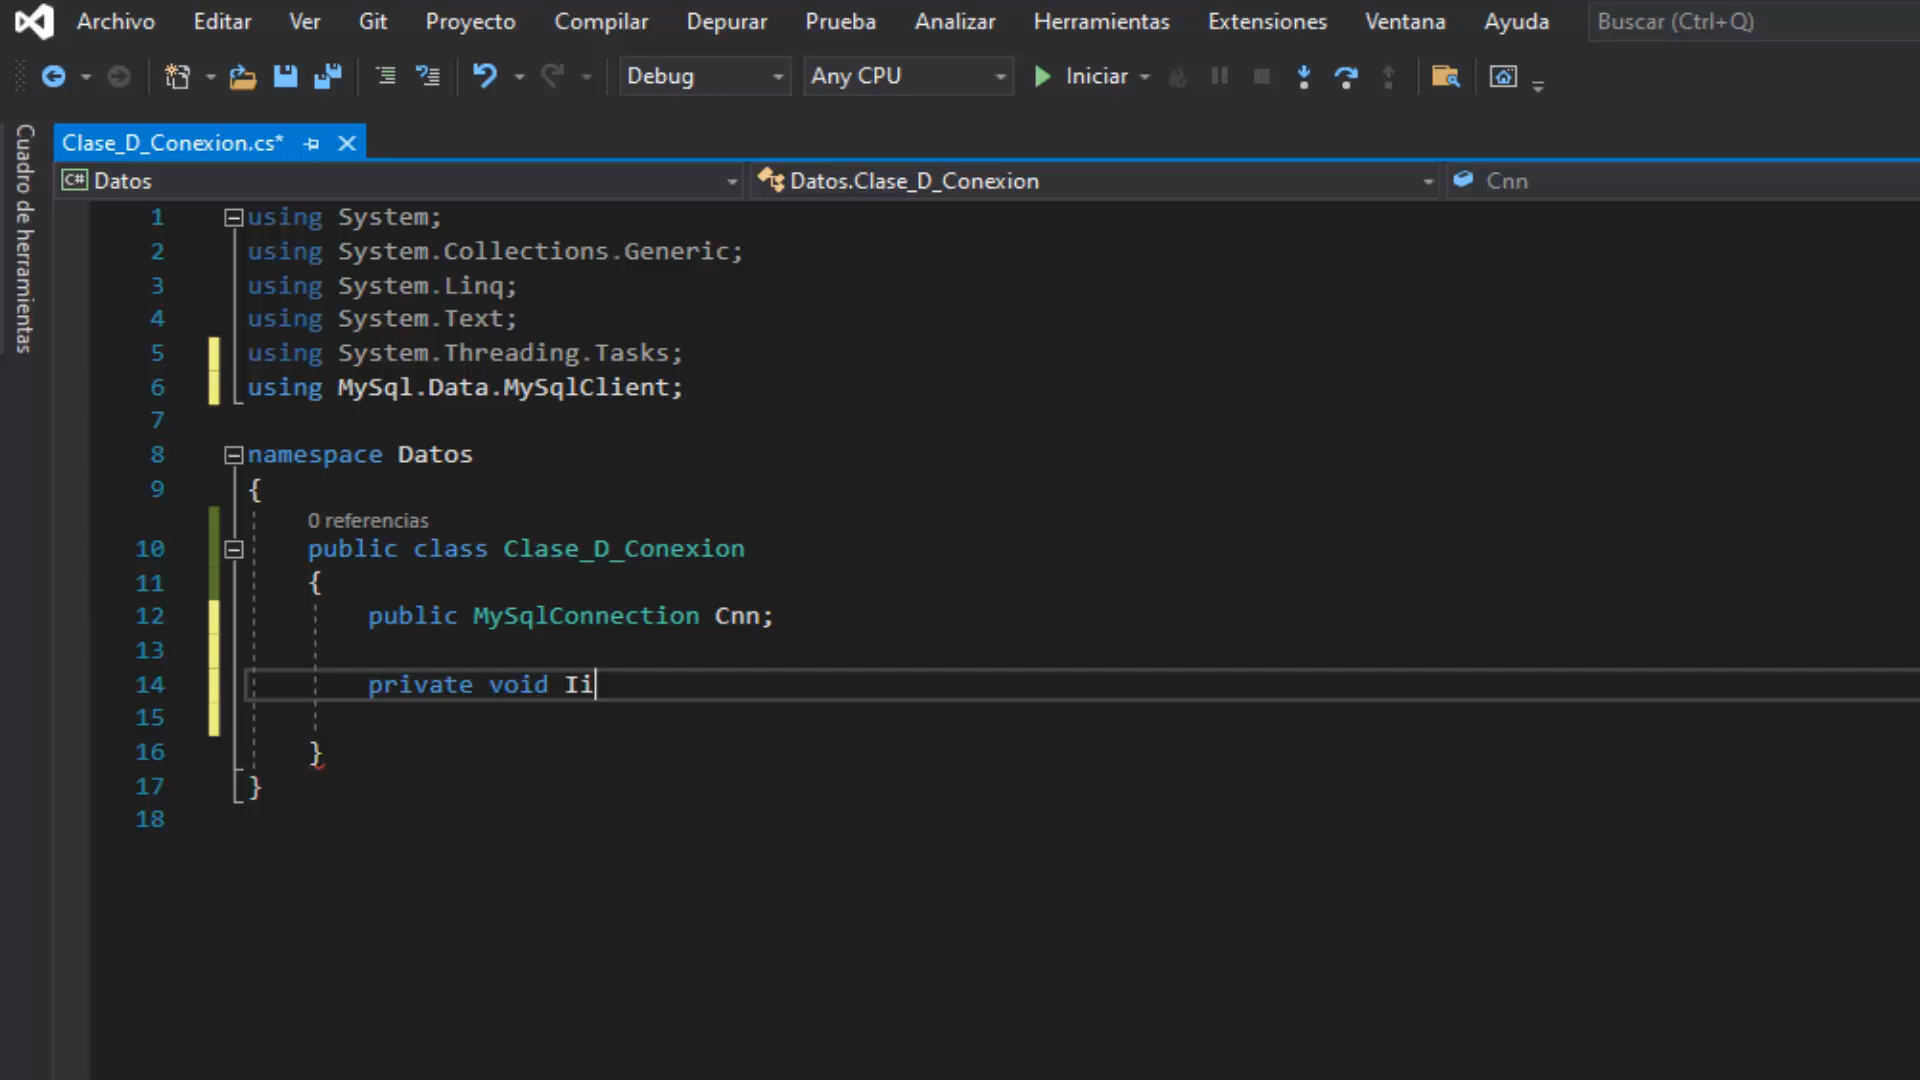 Archivo Editar Ver Git Proyecto Compilar Depurar Prueba Analizar Herramientas Extensiones Ventana Ayuda Buscar (Ctrl+Q)
Debug Any CPU Iniciar
Cuadro de herramientas
Clase_D_Conexion.cs*
C# Datos Datos.Clase_D_Conexion Cnn
1 using System;
2 using System.Collections.Generic;
3 using System.Linq;
4 using System.Text;
5 using System.Threading.Tasks;
6 using MySql.Data.MySqlClient;
7
8 namespace Datos
9 {
0 referencias
10 public class Clase_D_Conexion
11 {
12 public MySqlConnection Cnn;
13
14 private void Ii
15
16 }
17 }
18